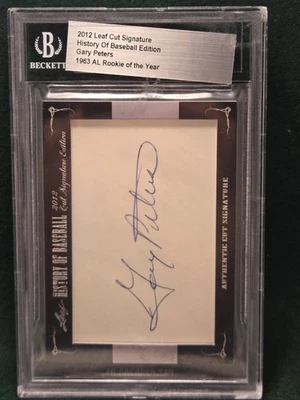 BECKETT
2012 Leaf Cut Signature
History Of Baseball Edition
Gary Peters
1963 AL Rookie of the Year
Leaf
HISTORY OF BASEBALL
2012
Cut Signature Edition
Gary Peters
AUTHENTIC CUT SIGNATURE